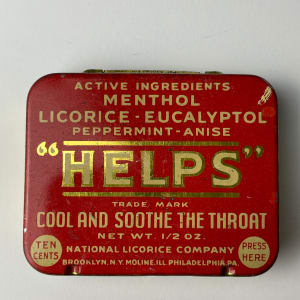 ACTIVE INGREDIENTS
MENTHOL
LICORICE - EUCALYPTOL
PEPPERMINT - ANISE
"HELPS"
TRADE MARK
COOL AND SOOTHE THE THROAT
NET WT. 1/2 OZ.
TEN CENTS
NATIONAL LICORICE COMPANY
PRESS HERE
BROOKLYN, N.Y. MOLINE, ILL. PHILADELPHIA, PA.